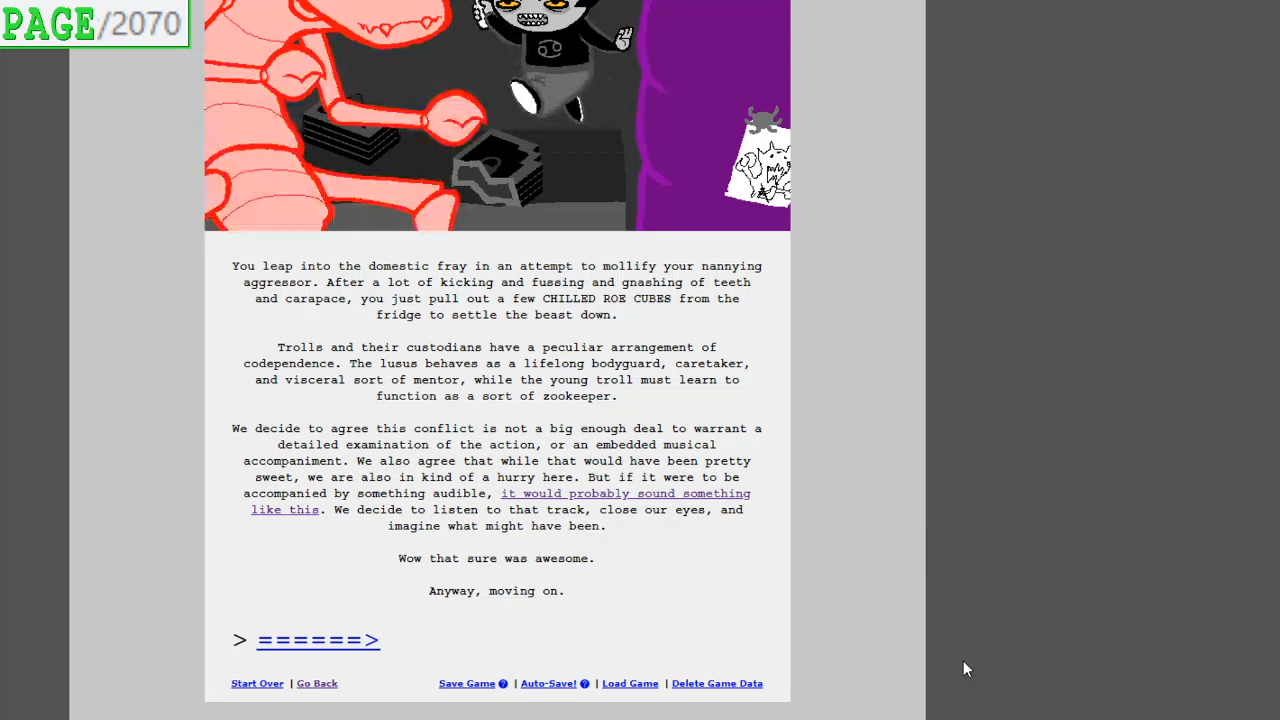 PAGE/2070
You leap into the domestic fray in an attempt to mollify your nannying
aggressor. After a lot of kicking and fussing and gnashing of teeth
and carapace, you just pull out a few CHILLED ROE CUBES from the
fridge to settle the beast down.
Trolls and their custodians have a peculiar arrangement of
codependence. The lusus behaves as a lifelong bodyguard, caretaker,
and visceral sort of mentor, while the young troll must learn to
function as a sort of zookeeper.
We decide to agree this conflict is not a big enough deal to warrant a
detailed examination of the action, or an embedded musical
accompaniment. We also agree that while that would have been pretty
sweet, we are also in kind of a hurry here. But if it were to be
accompanied by something audible, it would probably sound something
like this. We decide to listen to that track, close our eyes, and
imagine what might have been.
Wow that sure was awesome.
Anyway, moving on.
> ======>
Start Over | Go Back Save Game ? | Auto-Save! ? | Load Game | Delete Game Data